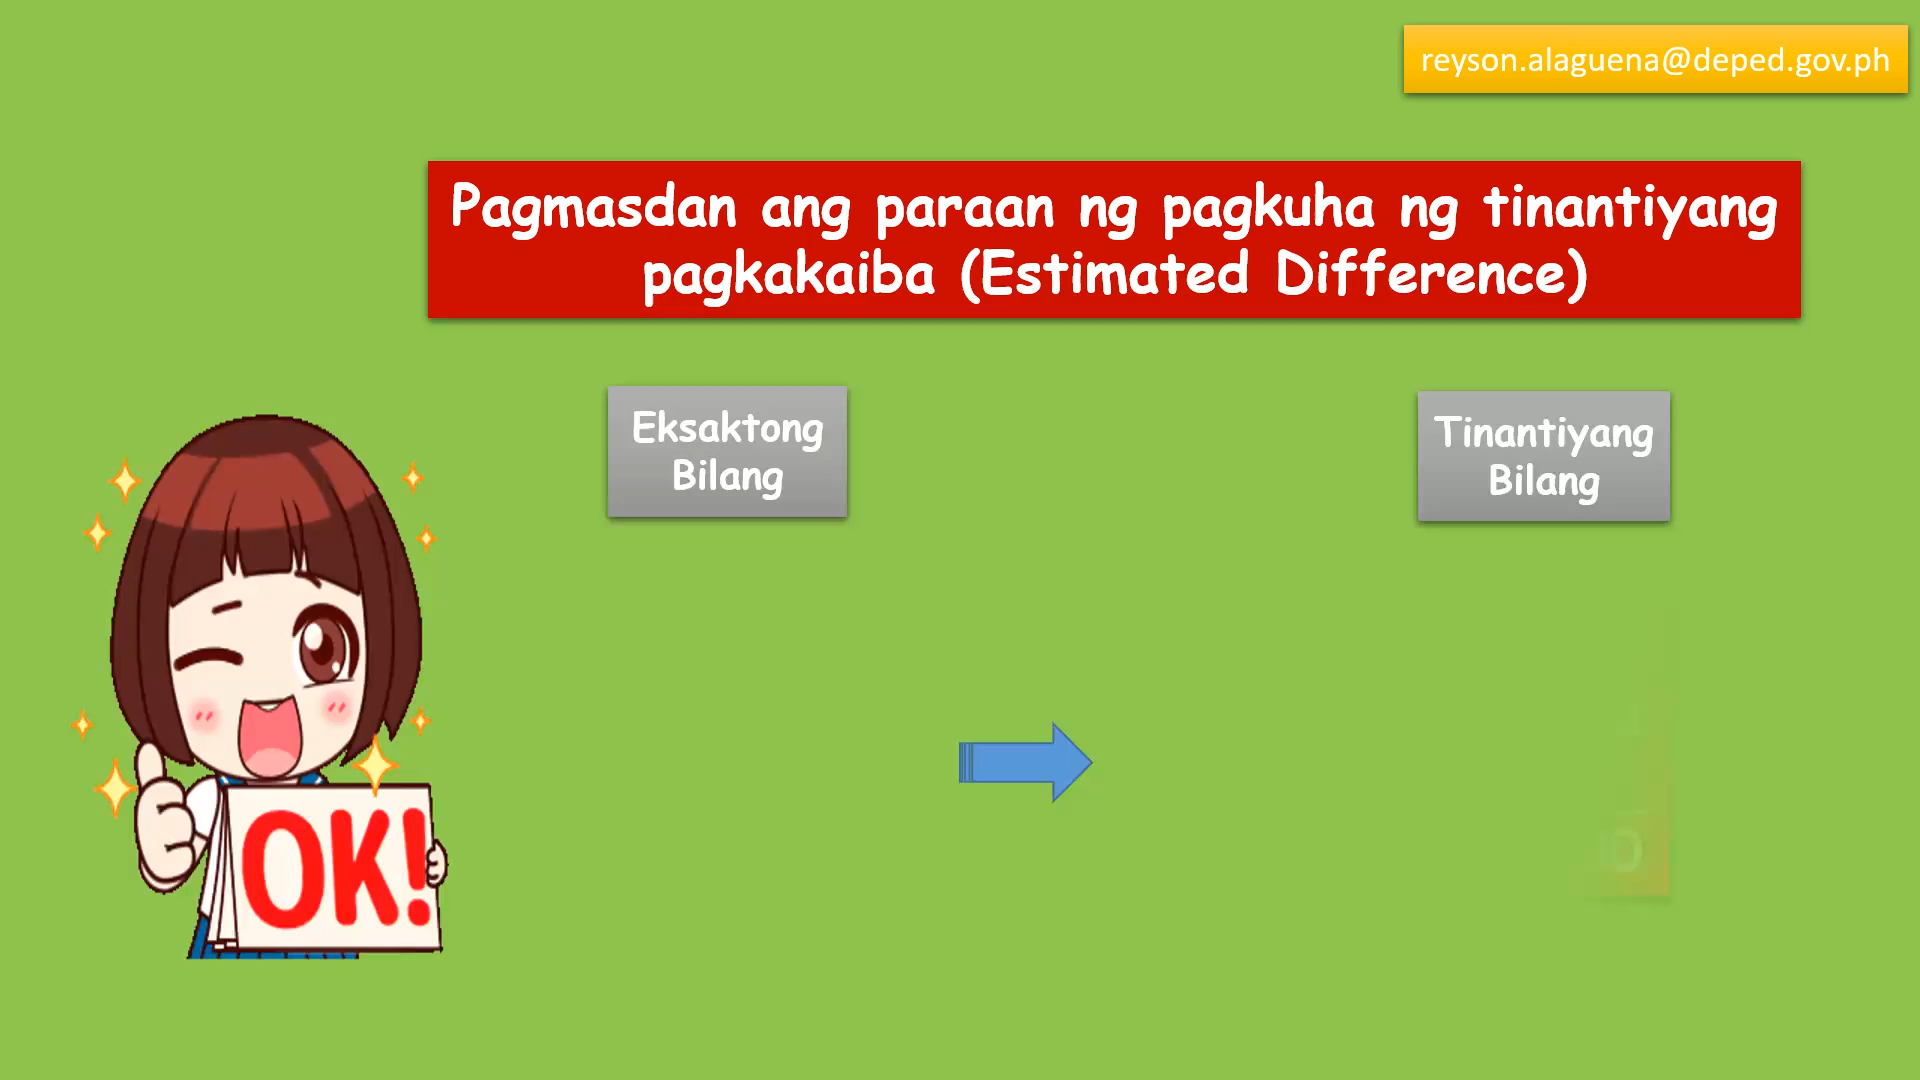 reyson.alaguena@deped.gov.ph
Pagmasdan ang paraan ng pagkuha ng tinantiyang
pagkakaiba (Estimated Difference)
Eksaktong
Bilang
Tinantiyang
Bilang
OK!